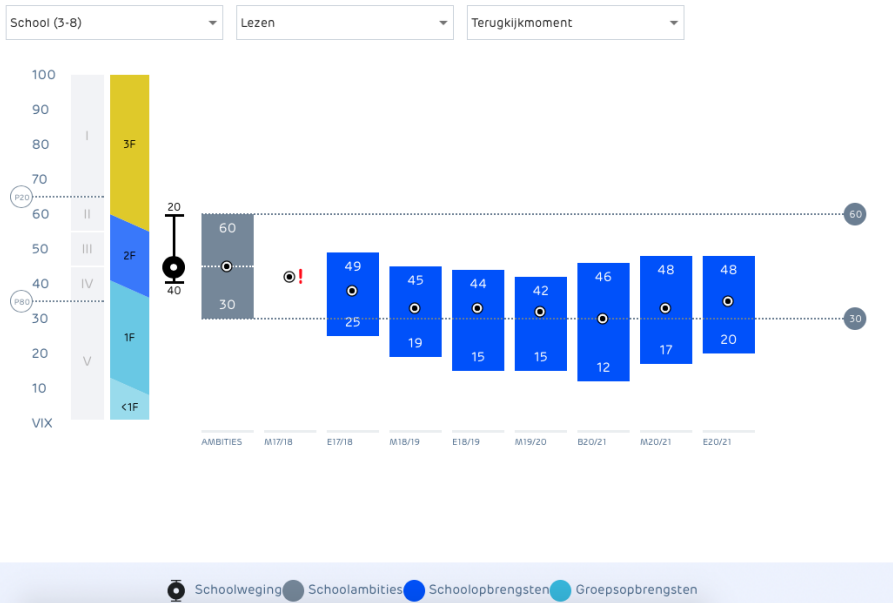 School (3-8) Lezen Terugkijkmoment
100
90
80
70
60
50
40
30
20
10
VIX
P20
P80
I
II
III
IV
V
3F
2F
1F
<1F
20
40
60
30
!
49
25
45
19
44
15
42
15
46
12
48
17
48
20
60
30
AMBITIES M17/18 E17/18 M18/19 E18/19 M19/20 B20/21 M20/21 E20/21
Schoolweging Schoolambities Schoolopbrengsten Groepsopbrengsten